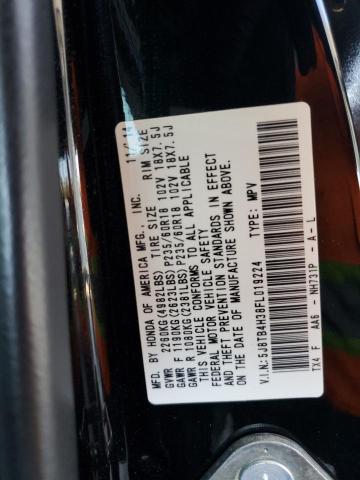 MFD. BY HONDA OF AMERICA MFG., INC. 11/14
GVWR 2260KG(4982LBS) TIRE SIZE RIM SIZE
GAWR F 1190KG(2623LBS) P235/60R18 102V 18X7.5J
GAWR R 1080KG(2381LBS) P235/60R18 102V 18X7.5J
THIS VEHICLE CONFORMS TO ALL APPLICABLE
FEDERAL MOTOR VEHICLE SAFETY
AND THEFT PREVENTION STANDARDS IN EFFECT
ON THE DATE OF MANUFACTURE SHOWN ABOVE.
V.I.N.:5J8TB4H38FL019224 TYPE: MPV
TX4 F AA6 - NH731P - A - L